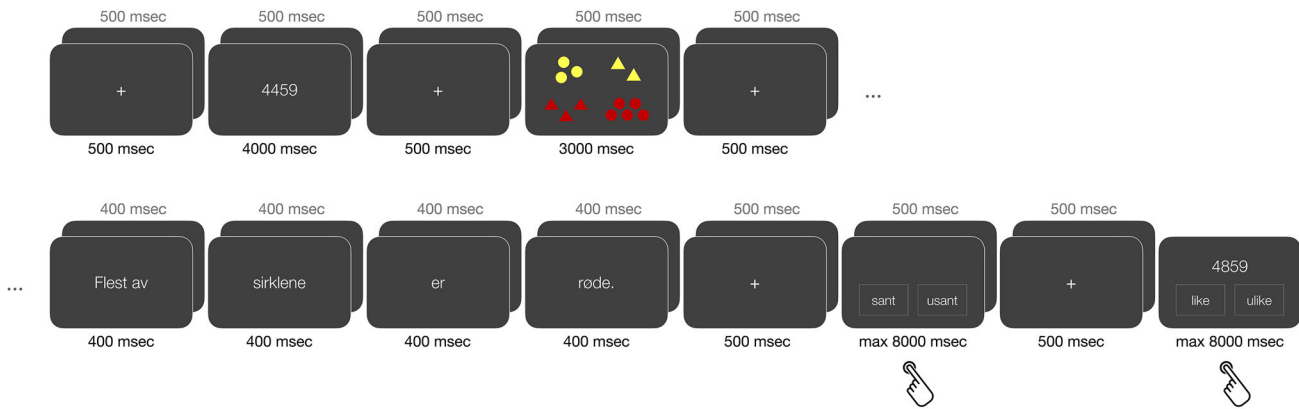 500 msec 500 msec 500 msec 500 msec 500 msec
+ 4459 + +
...
500 msec 4000 msec 500 msec 3000 msec 500 msec
400 msec 400 msec 400 msec 400 msec 500 msec 500 msec 500 msec
4859
... Flest av sirklene er røde. + +
sant usant like ulike
400 msec 400 msec 400 msec 400 msec 500 msec max 8000 msec 500 msec max 8000 msec